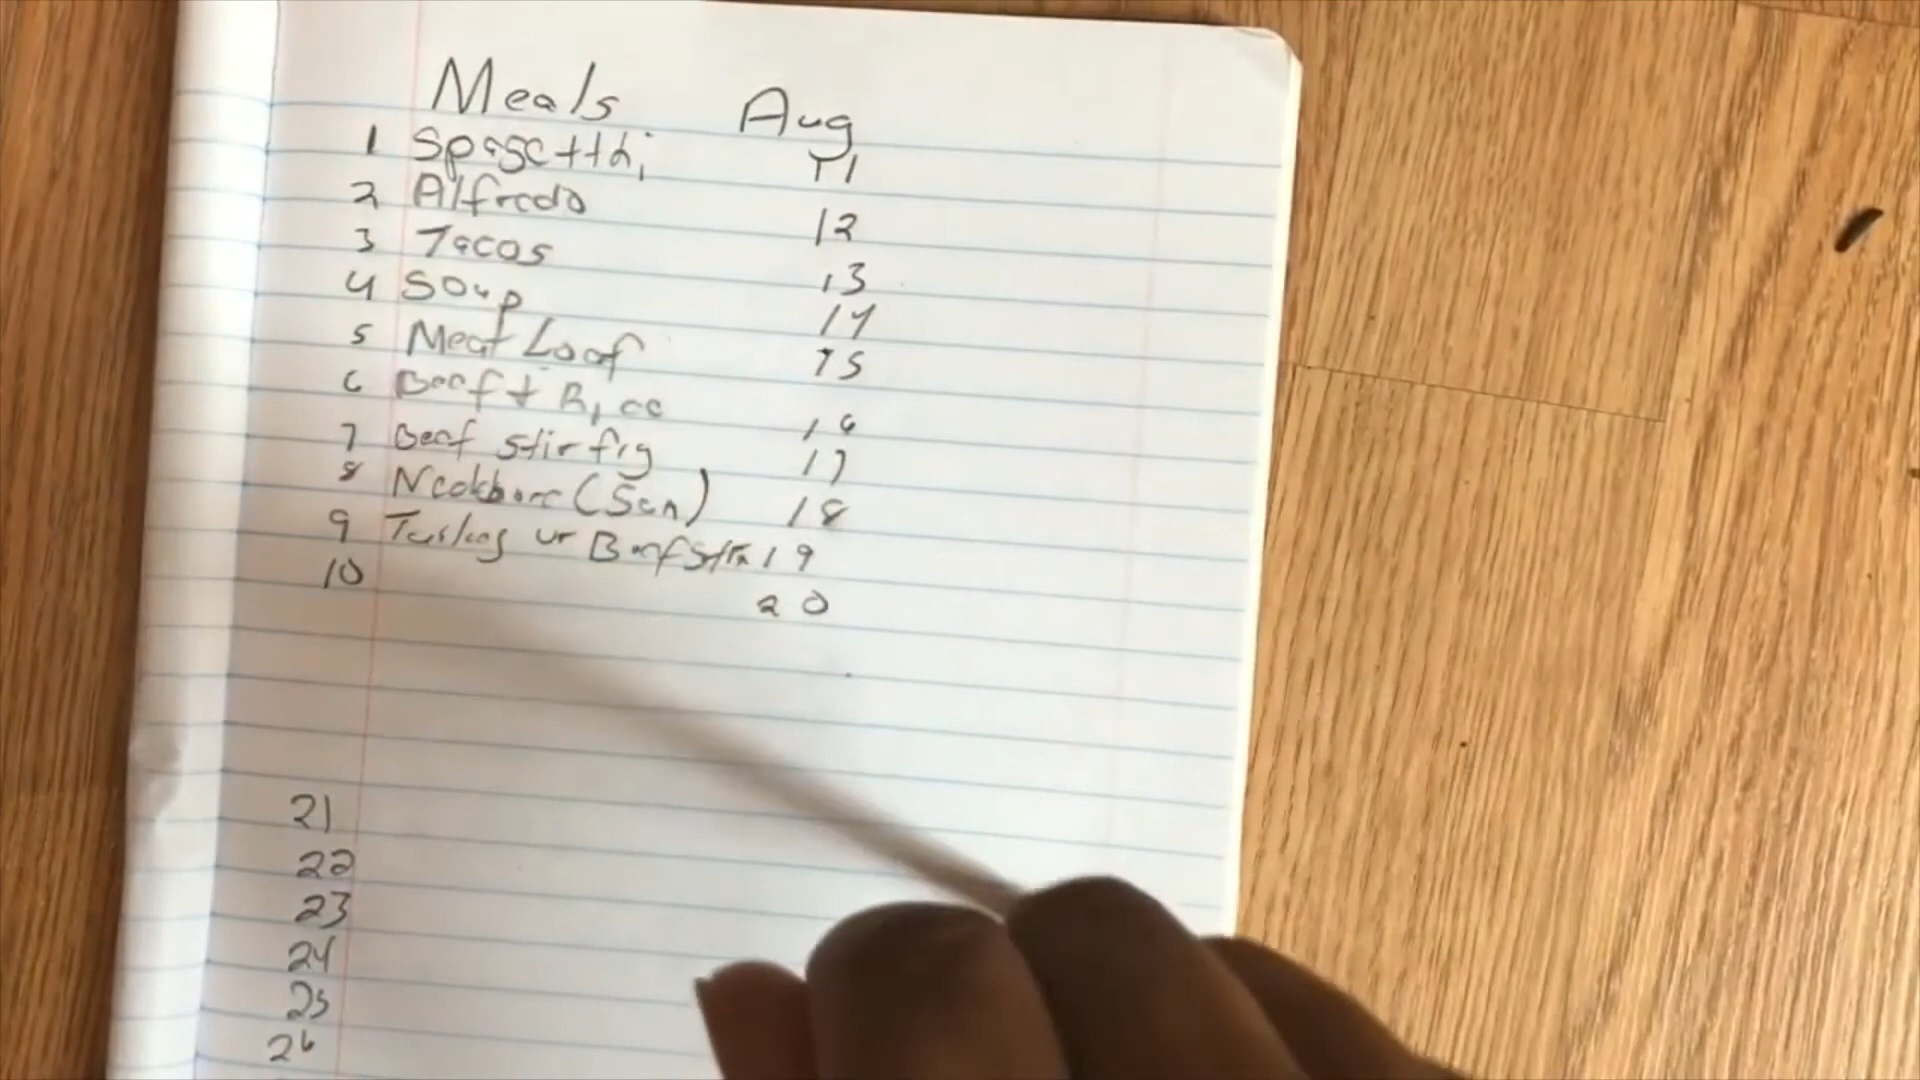 Meals Aug
1 Spagetthi 11
2 Alfredo 12
3 Tacos 13
4 Soup 14
5 Meat Loaf 15
6 Beef + Rice 16
7 Beef stir fry 17
8 Neckbone (Sun) 18
9 or Beef 19
10 20
21
22
23
24
25
26